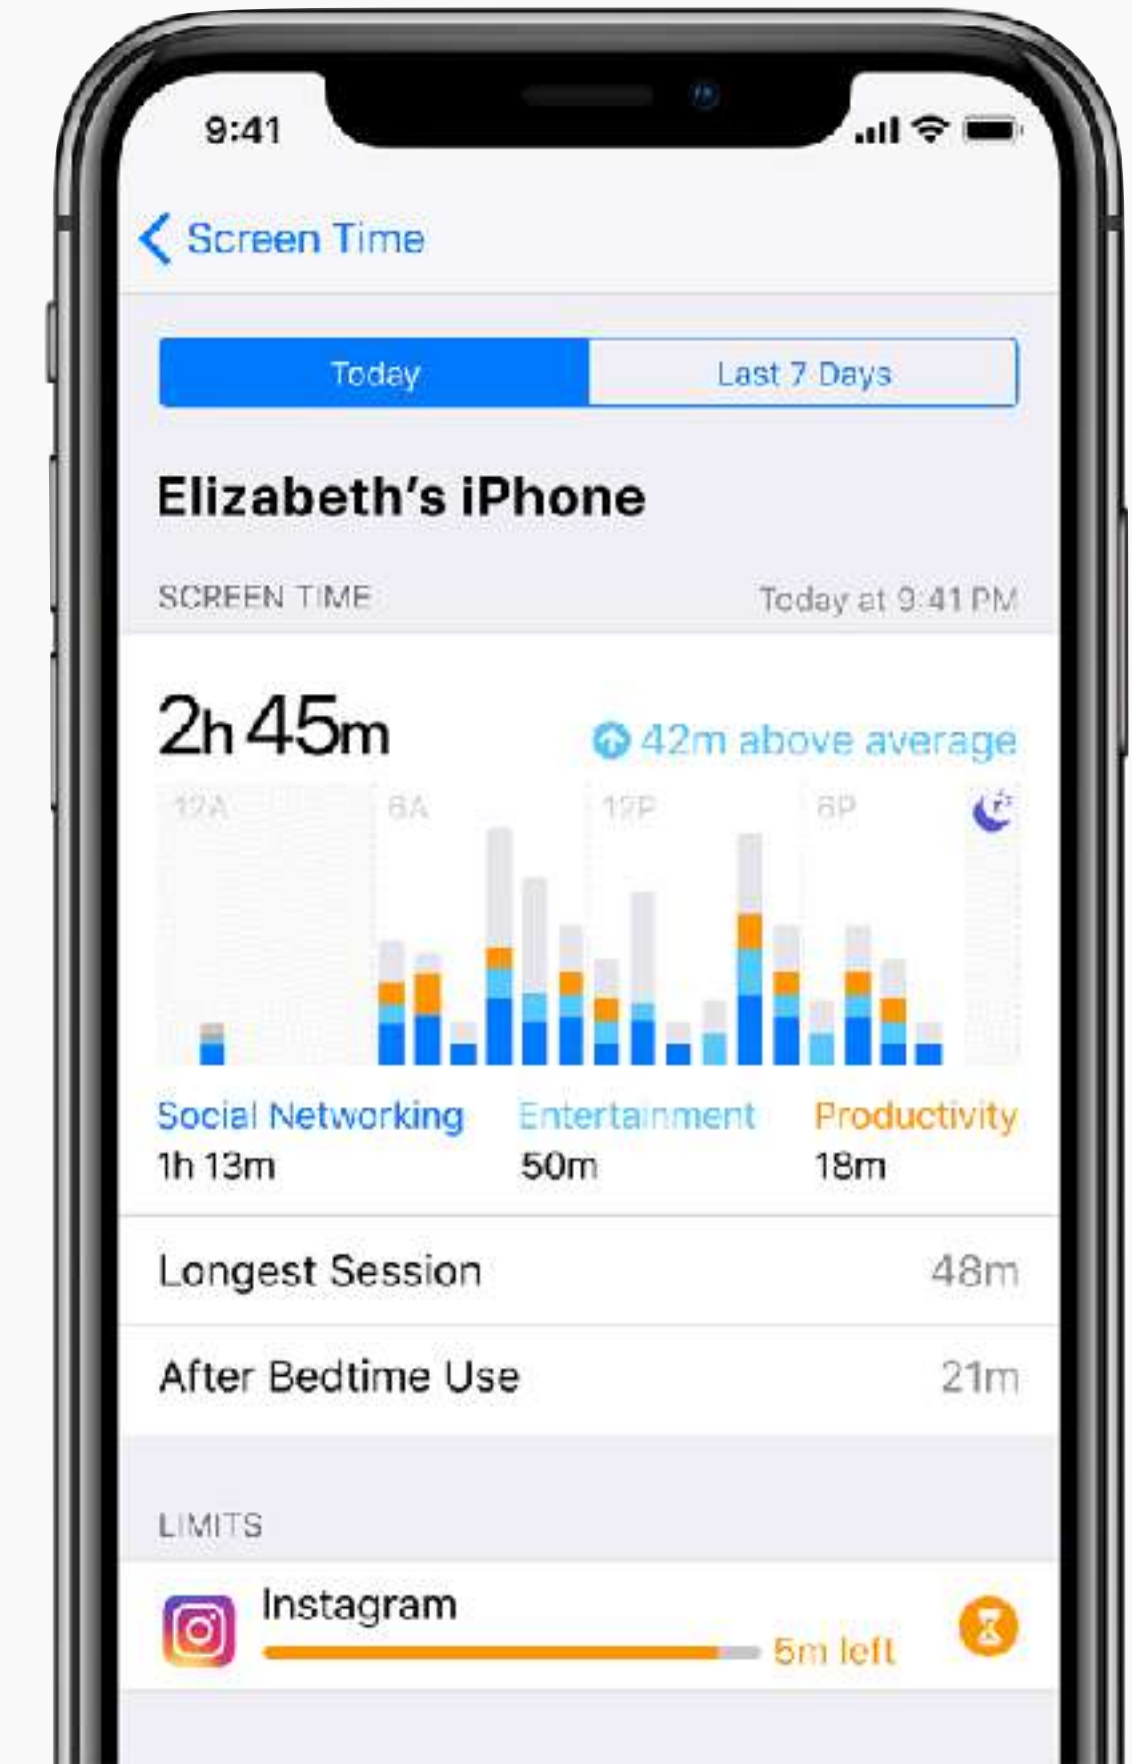 9:41
Screen Time
Today
Last 7 Days
Elizabeth's iPhone
SCREEN TIME
Today at 9:41 PM
2h 45m
42m above average
12A
6A
12P
6P
Social Networking
Entertainment
Productivity
1h 13m
50m
18m
Longest Session
48m
After Bedtime Use
21m
LIMITS
Instagram
5m left